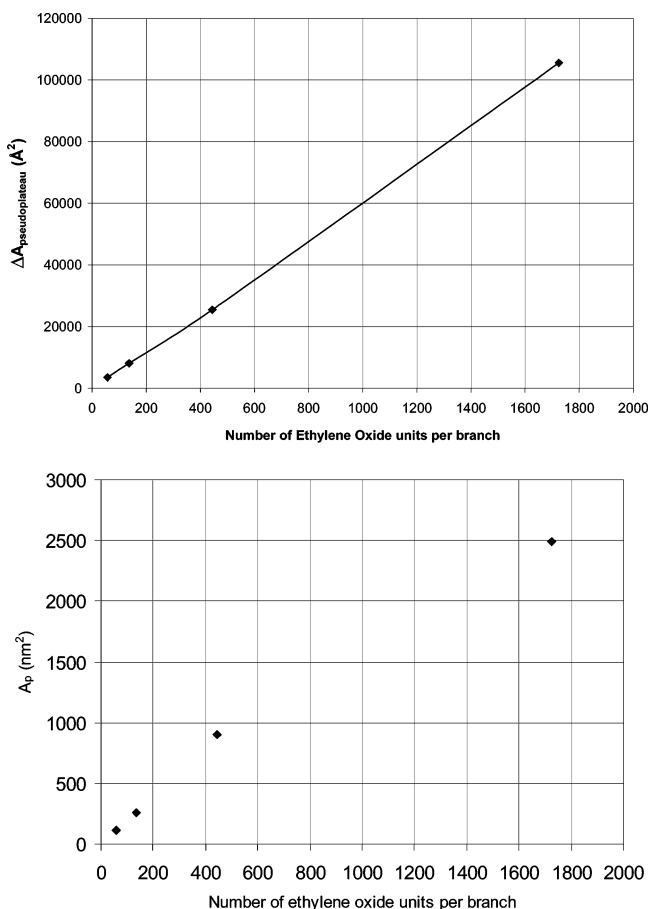 120000
100000
80000
60000
40000
20000
0
ΔApseudoplateau (Å²)
0 200 400 600 800 1000 1200 1400 1600 1800 2000
Number of Ethylene Oxide units per branch
3000
2500
2000
1500
1000
500
0
Ap (nm²)
0 200 400 600 800 1000 1200 1400 1600 1800 2000
Number of ethylene oxide units per branch